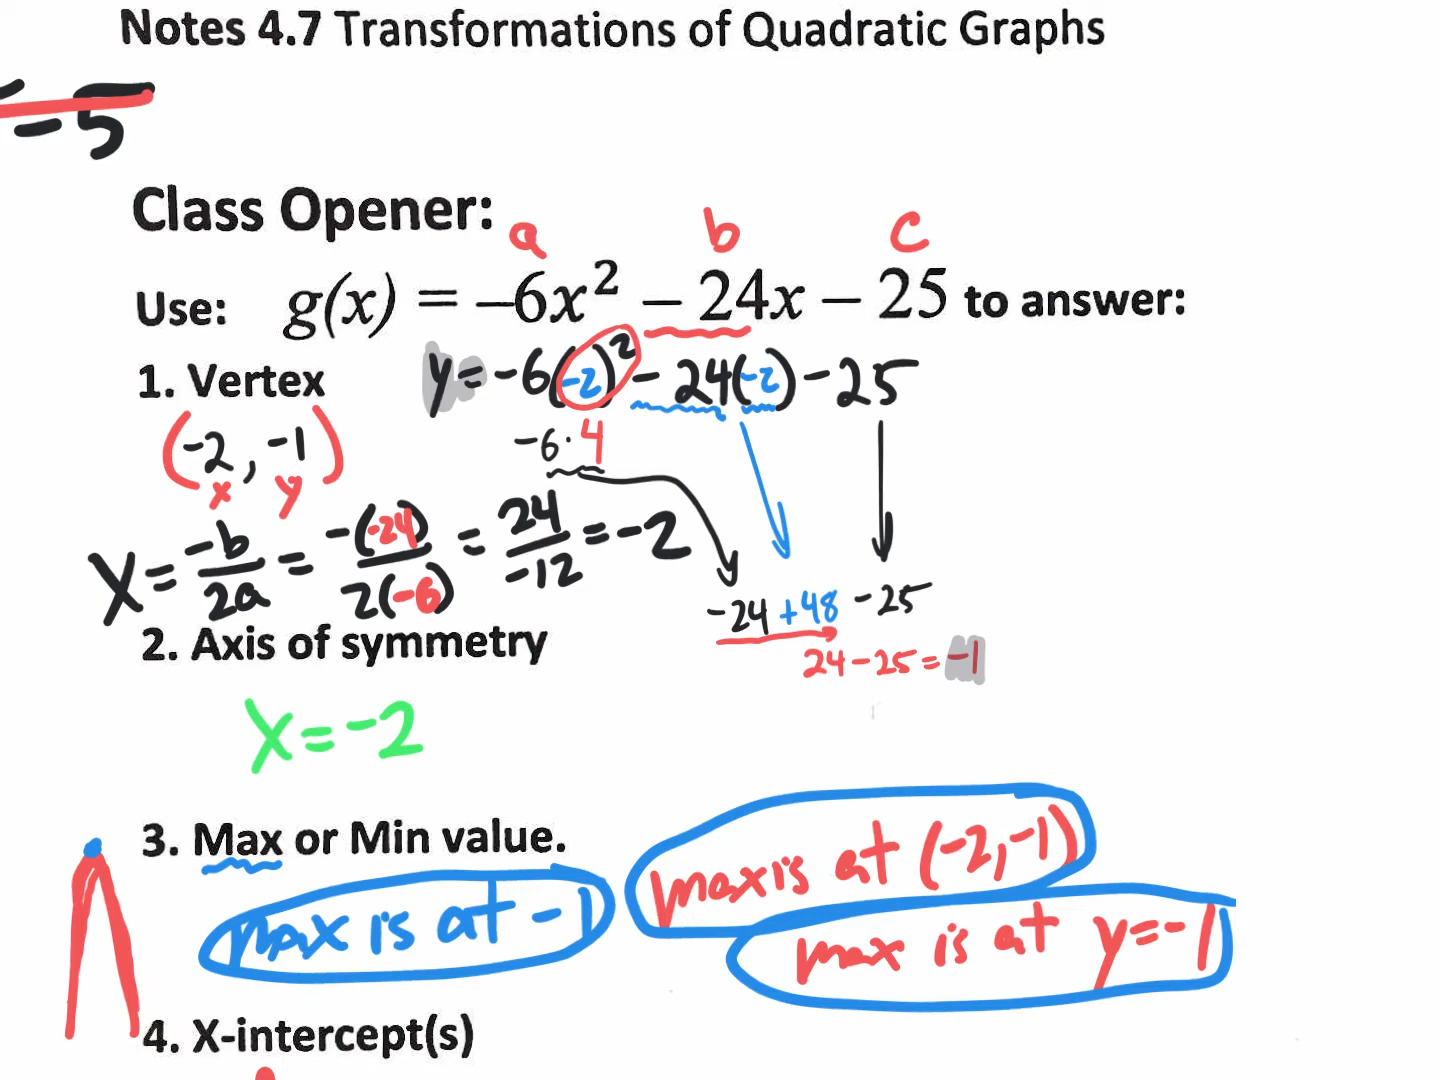 Notes 4.7 Transformations of Quadratic Graphs
-5
Class Opener:
a b c
Use: g(x) = –6x² – 24x – 25 to answer:
y= -6(-2)² - 24(-2) -25
1. Vertex
(-2, -1)
x y
-6·4
X = -b/2a = -(-24)/2(-6) = 24/-12 = -2
-24 +48 -25
24-25 = -1
2. Axis of symmetry
X=-2
3. Max or Min value.
max is at (-2,-1)
max is at -1
max is at y=-1
4. X-intercept(s)